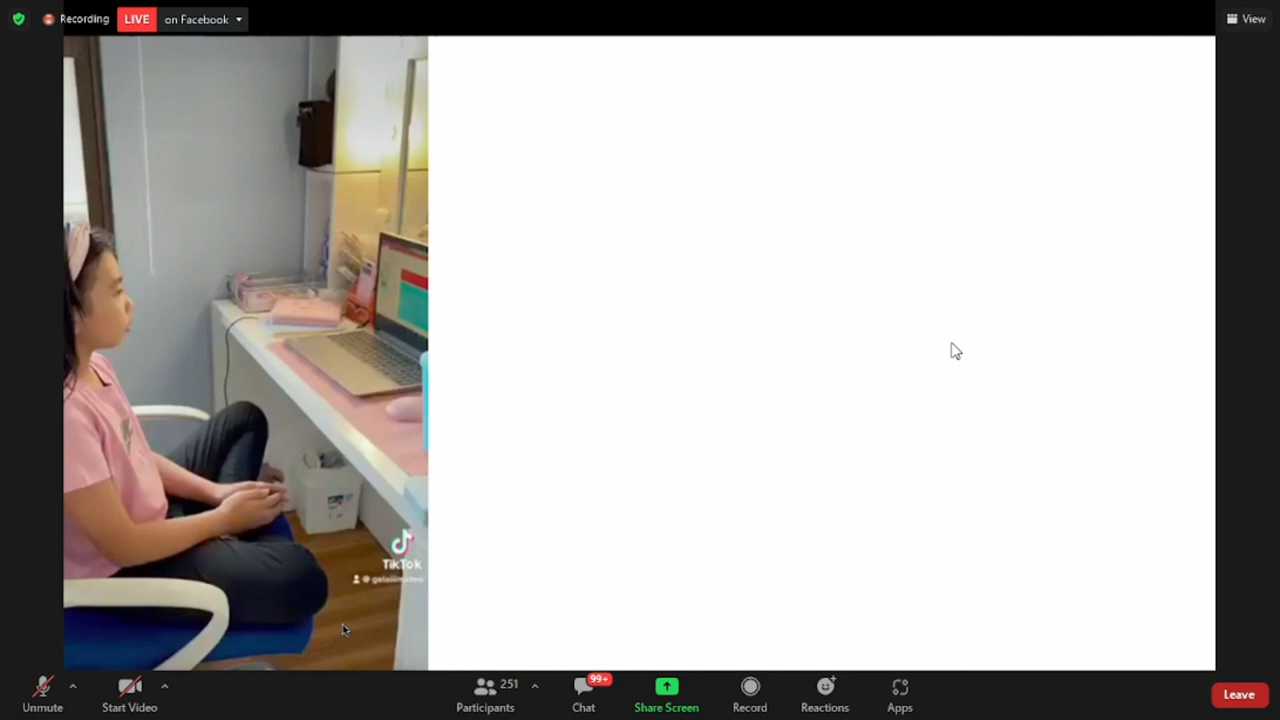 Recording
LIVE
on Facebook
View
TikTok
Unmute
Start Video
251
Participants
99+
Chat
Share Screen
Record
Reactions
Apps
Leave